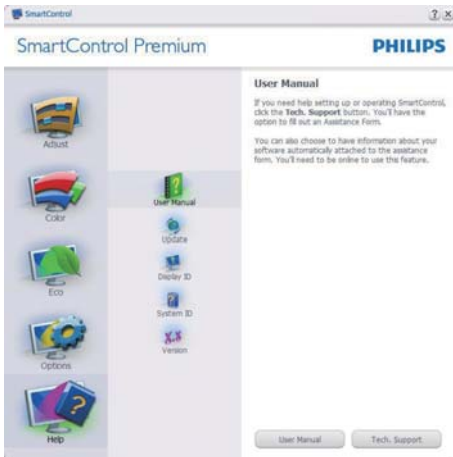 SmartControl
SmartControl Premium
PHILIPS
Adjust
Color
Eco
Options
Help
User Manual
Update
Display ID
System ID
Version
User Manual
If you need help setting up or operating SmartControl,
click the Tech. Support button. You'll have the
option to fill out an Assistance Form.
You can also choose to have information about your
software automatically attached to the assistance
form. You'll need to be online to use this feature.
User Manual
Tech. Support